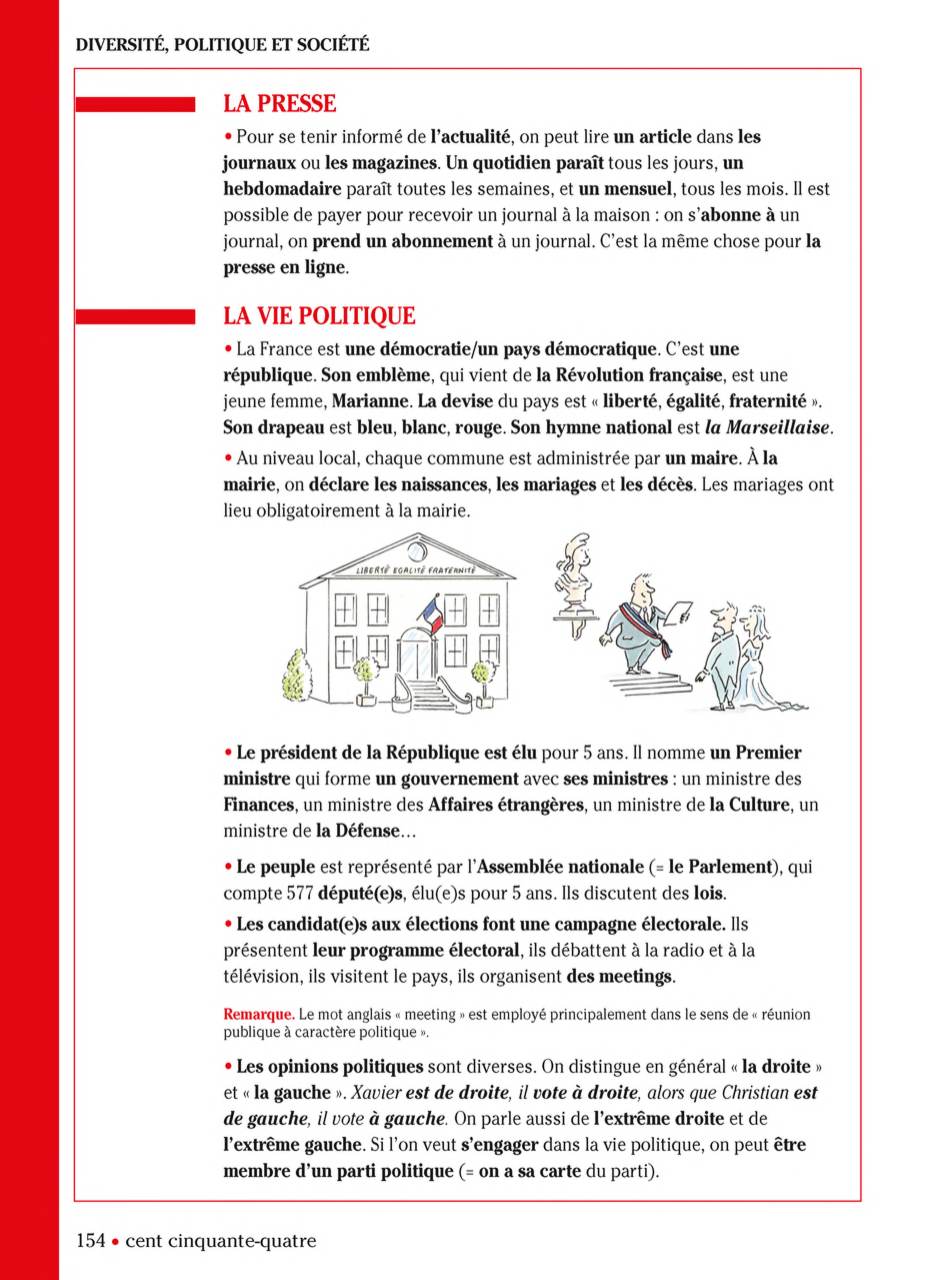 DIVERSITÉ, POLITIQUE ET SOCIÉTÉ
LA PRESSE
• Pour se tenir informé de l’actualité, on peut lire un article dans les
journaux ou les magazines. Un quotidien paraît tous les jours, un
hebdomadaire paraît toutes les semaines, et un mensuel, tous les mois. Il est
possible de payer pour recevoir un journal à la maison : on s’abonne à un
journal, on prend un abonnement à un journal. C’est la même chose pour la
presse en ligne.
LA VIE POLITIQUE
• La France est une démocratie/un pays démocratique. C’est une
république. Son emblème, qui vient de la Révolution française, est une
jeune femme, Marianne. La devise du pays est « liberté, égalité, fraternité ».
Son drapeau est bleu, blanc, rouge. Son hymne national est la Marseillaise.
• Au niveau local, chaque commune est administrée par un maire. À la
mairie, on déclare les naissances, les mariages et les décès. Les mariages ont
lieu obligatoirement à la mairie.
LIBERTÉ EGALITÉ FRATERNITÉ
• Le président de la République est élu pour 5 ans. Il nomme un Premier
ministre qui forme un gouvernement avec ses ministres : un ministre des
Finances, un ministre des Affaires étrangères, un ministre de la Culture, un
ministre de la Défense…
• Le peuple est représenté par l’Assemblée nationale (= le Parlement), qui
compte 577 député(e)s, élu(e)s pour 5 ans. Ils discutent des lois.
• Les candidat(e)s aux élections font une campagne électorale. Ils
présentent leur programme électoral, ils débattent à la radio et à la
télévision, ils visitent le pays, ils organisent des meetings.
Remarque. Le mot anglais « meeting » est employé principalement dans le sens de « réunion
publique à caractère politique ».
• Les opinions politiques sont diverses. On distingue en général « la droite »
et « la gauche ». Xavier est de droite, il vote à droite, alors que Christian est
de gauche, il vote à gauche. On parle aussi de l’extrême droite et de
l’extrême gauche. Si l’on veut s’engager dans la vie politique, on peut être
membre d’un parti politique (= on a sa carte du parti).
154 • cent cinquante-quatre